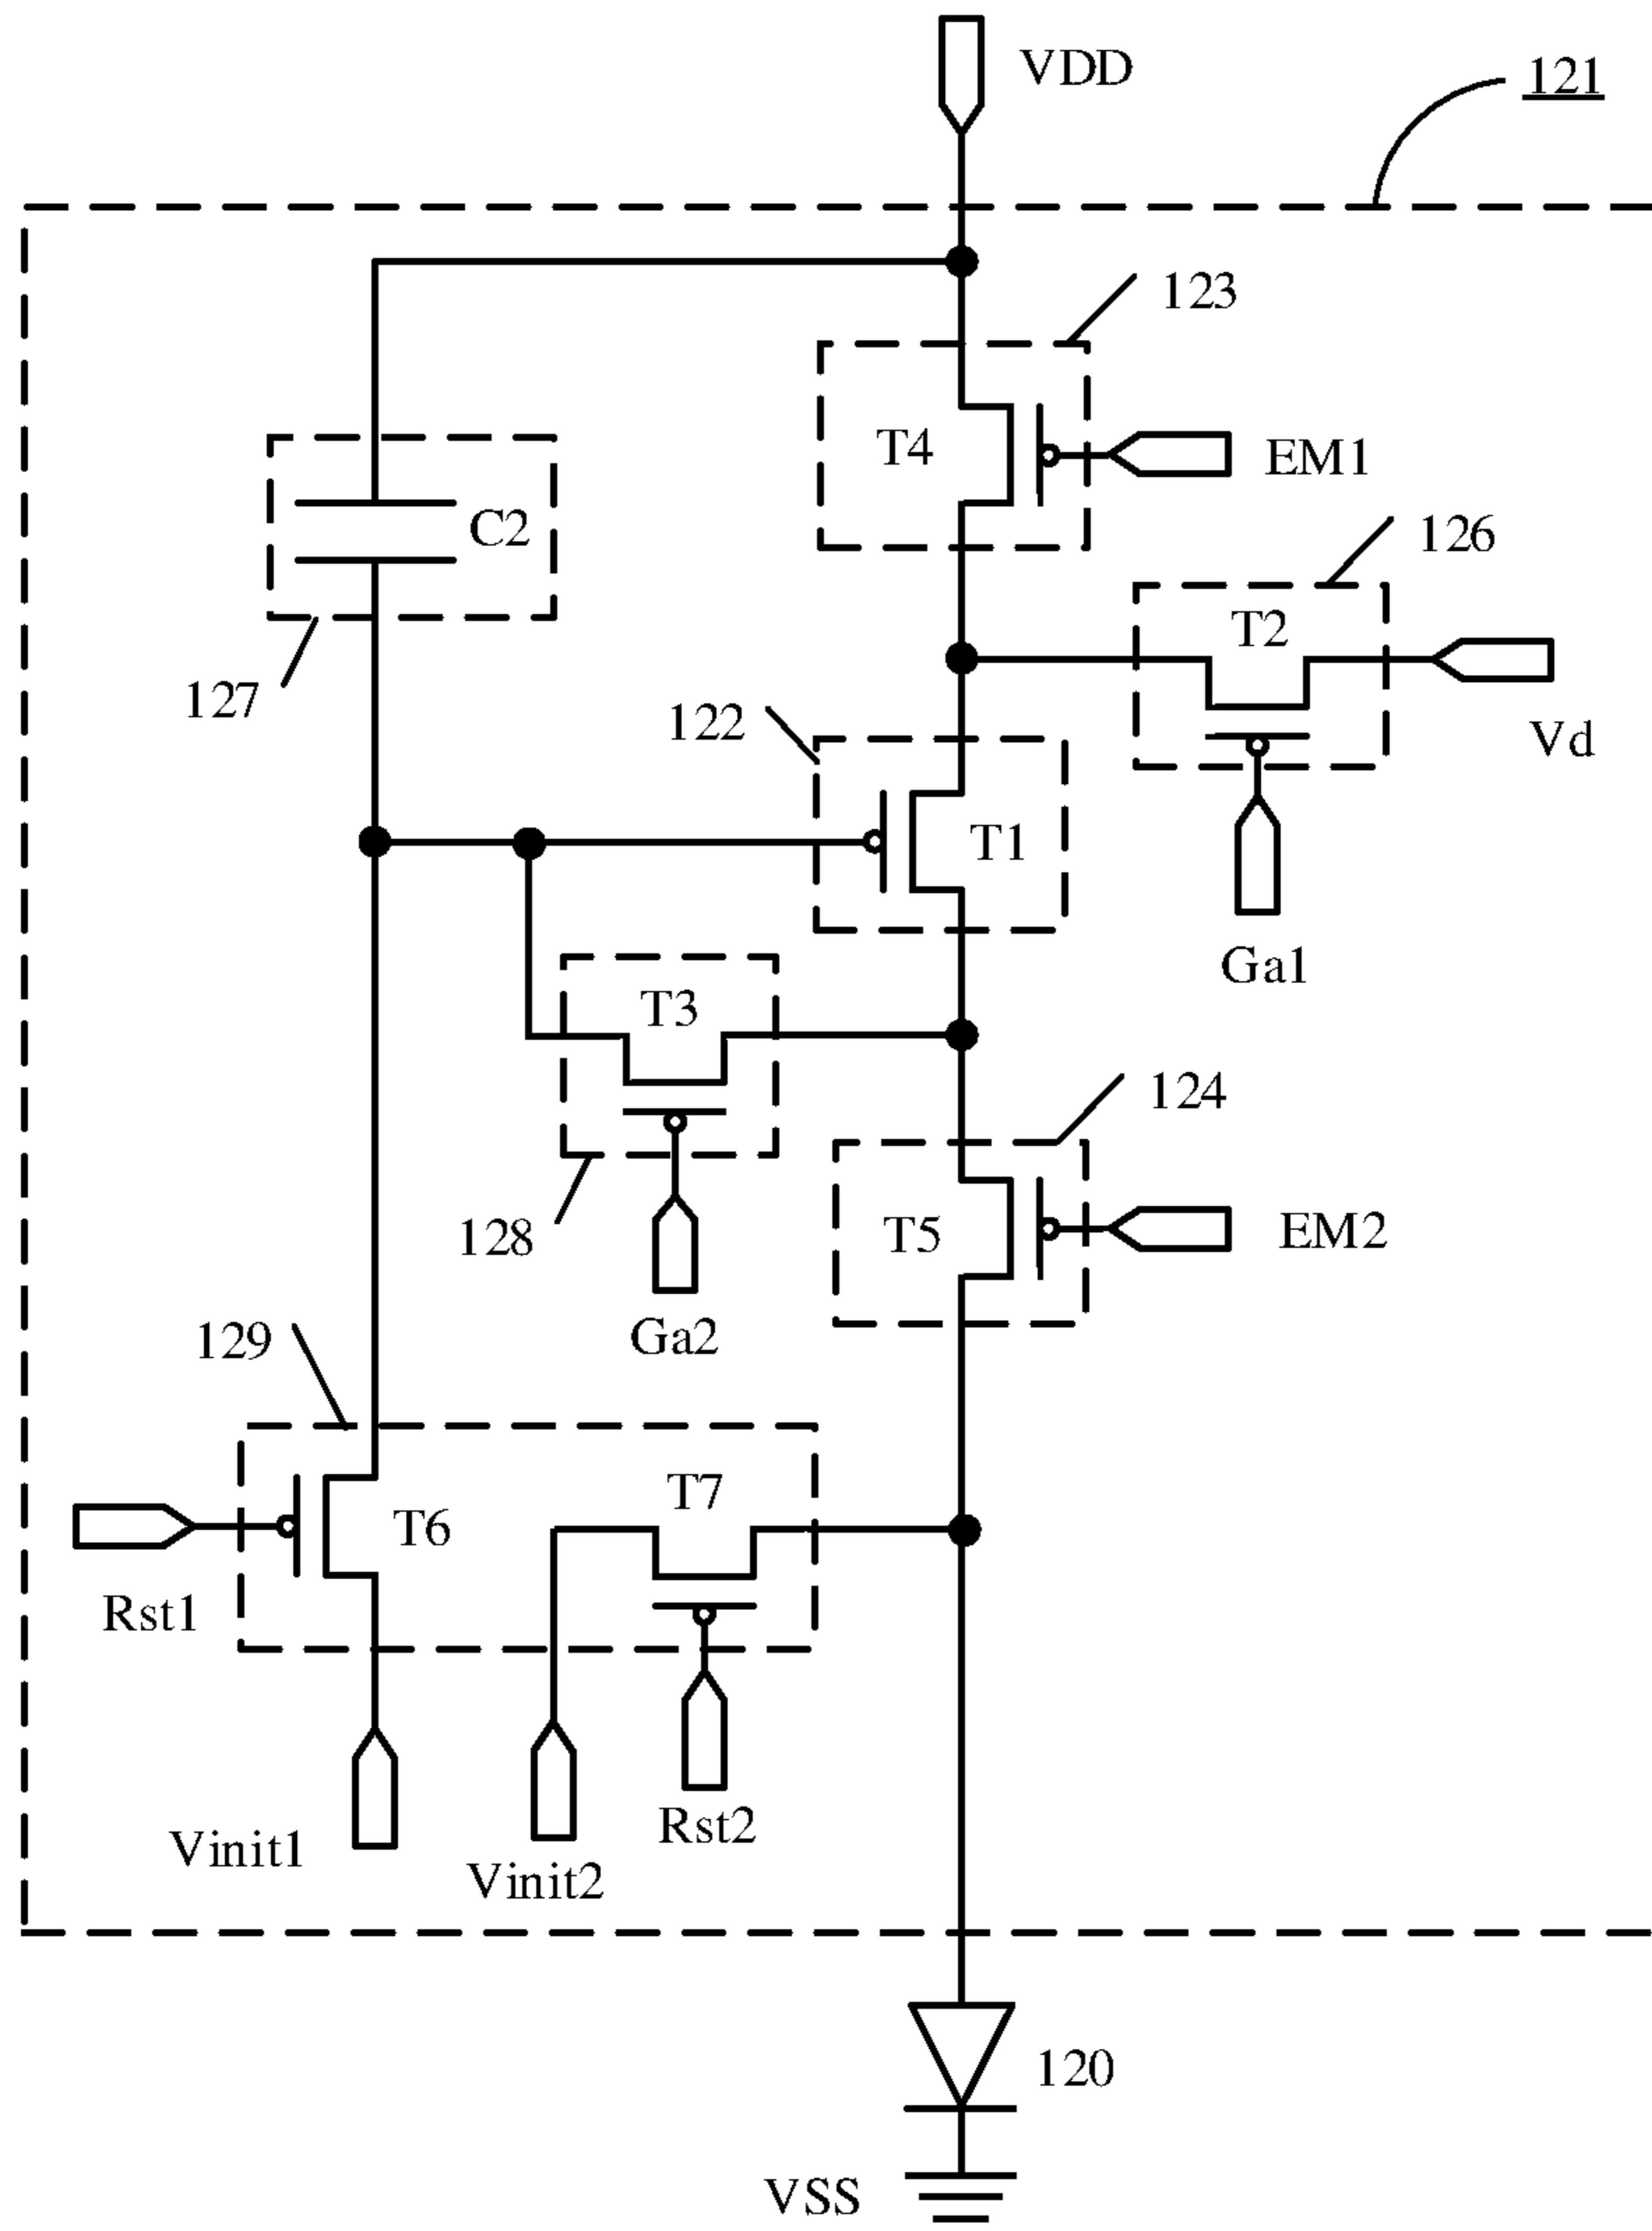 VDD
121
123
T4
EM1
C2
126
T2
127
122
Vd
T1
Ga1
T3
124
128
T5
EM2
Ga2
129
T7
T6
Rst1
Rst2
Vinit1
Vinit2
120
VSS